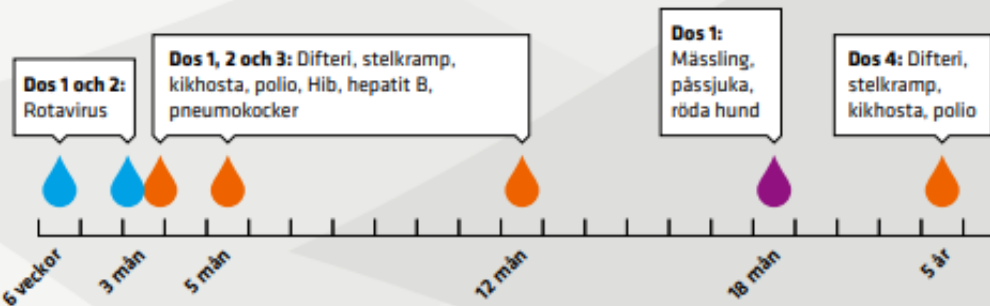 Dos 1 och 2:
Rotavirus
Dos 1, 2 och 3: Difteri, stelkramp,
kikhosta, polio, Hib, hepatit B,
pneumokocker
Dos 1:
Mässling,
påssjuka,
röda hund
Dos 4: Difteri,
stelkramp,
kikhosta, polio
6 veckor
3 mån
5 mån
12 mån
18 mån
5 år